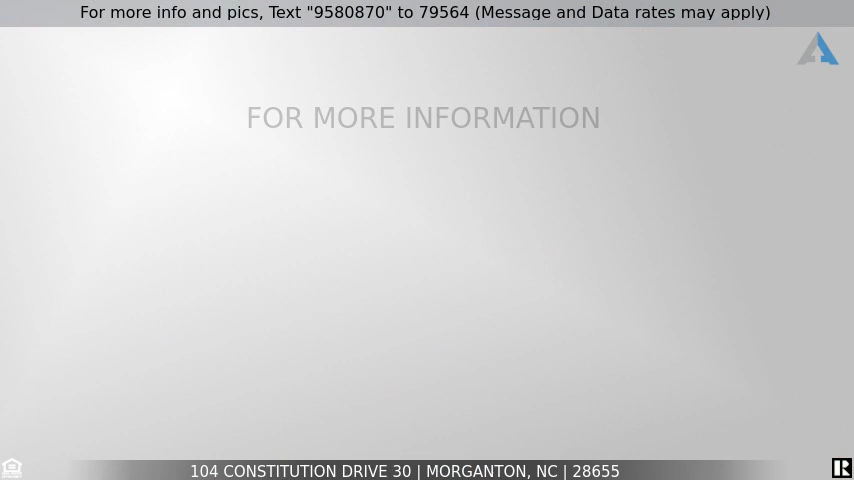 For more info and pics, Text "9580870" to 79564 (Message and Data rates may apply)
FOR MORE INFORMATION
104 CONSTITUTION DRIVE 30 | MORGANTON, NC | 28655